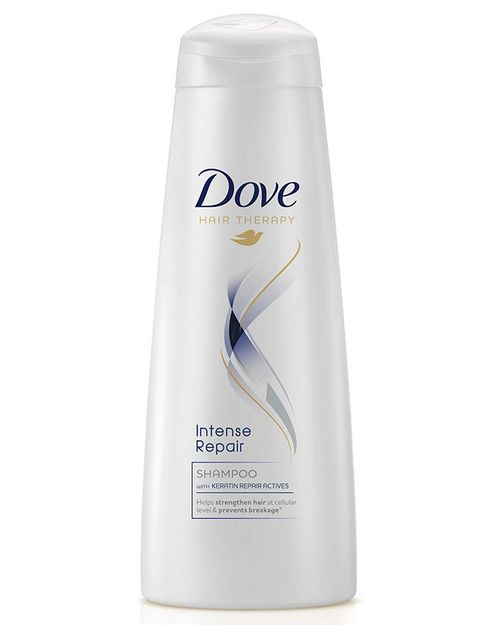 Dove
HAIR THERAPY
Intense
Repair
SHAMPOO
WITH KERATIN REPAIR ACTIVES
Helps strengthen hair at cellular
level & prevents breakage*